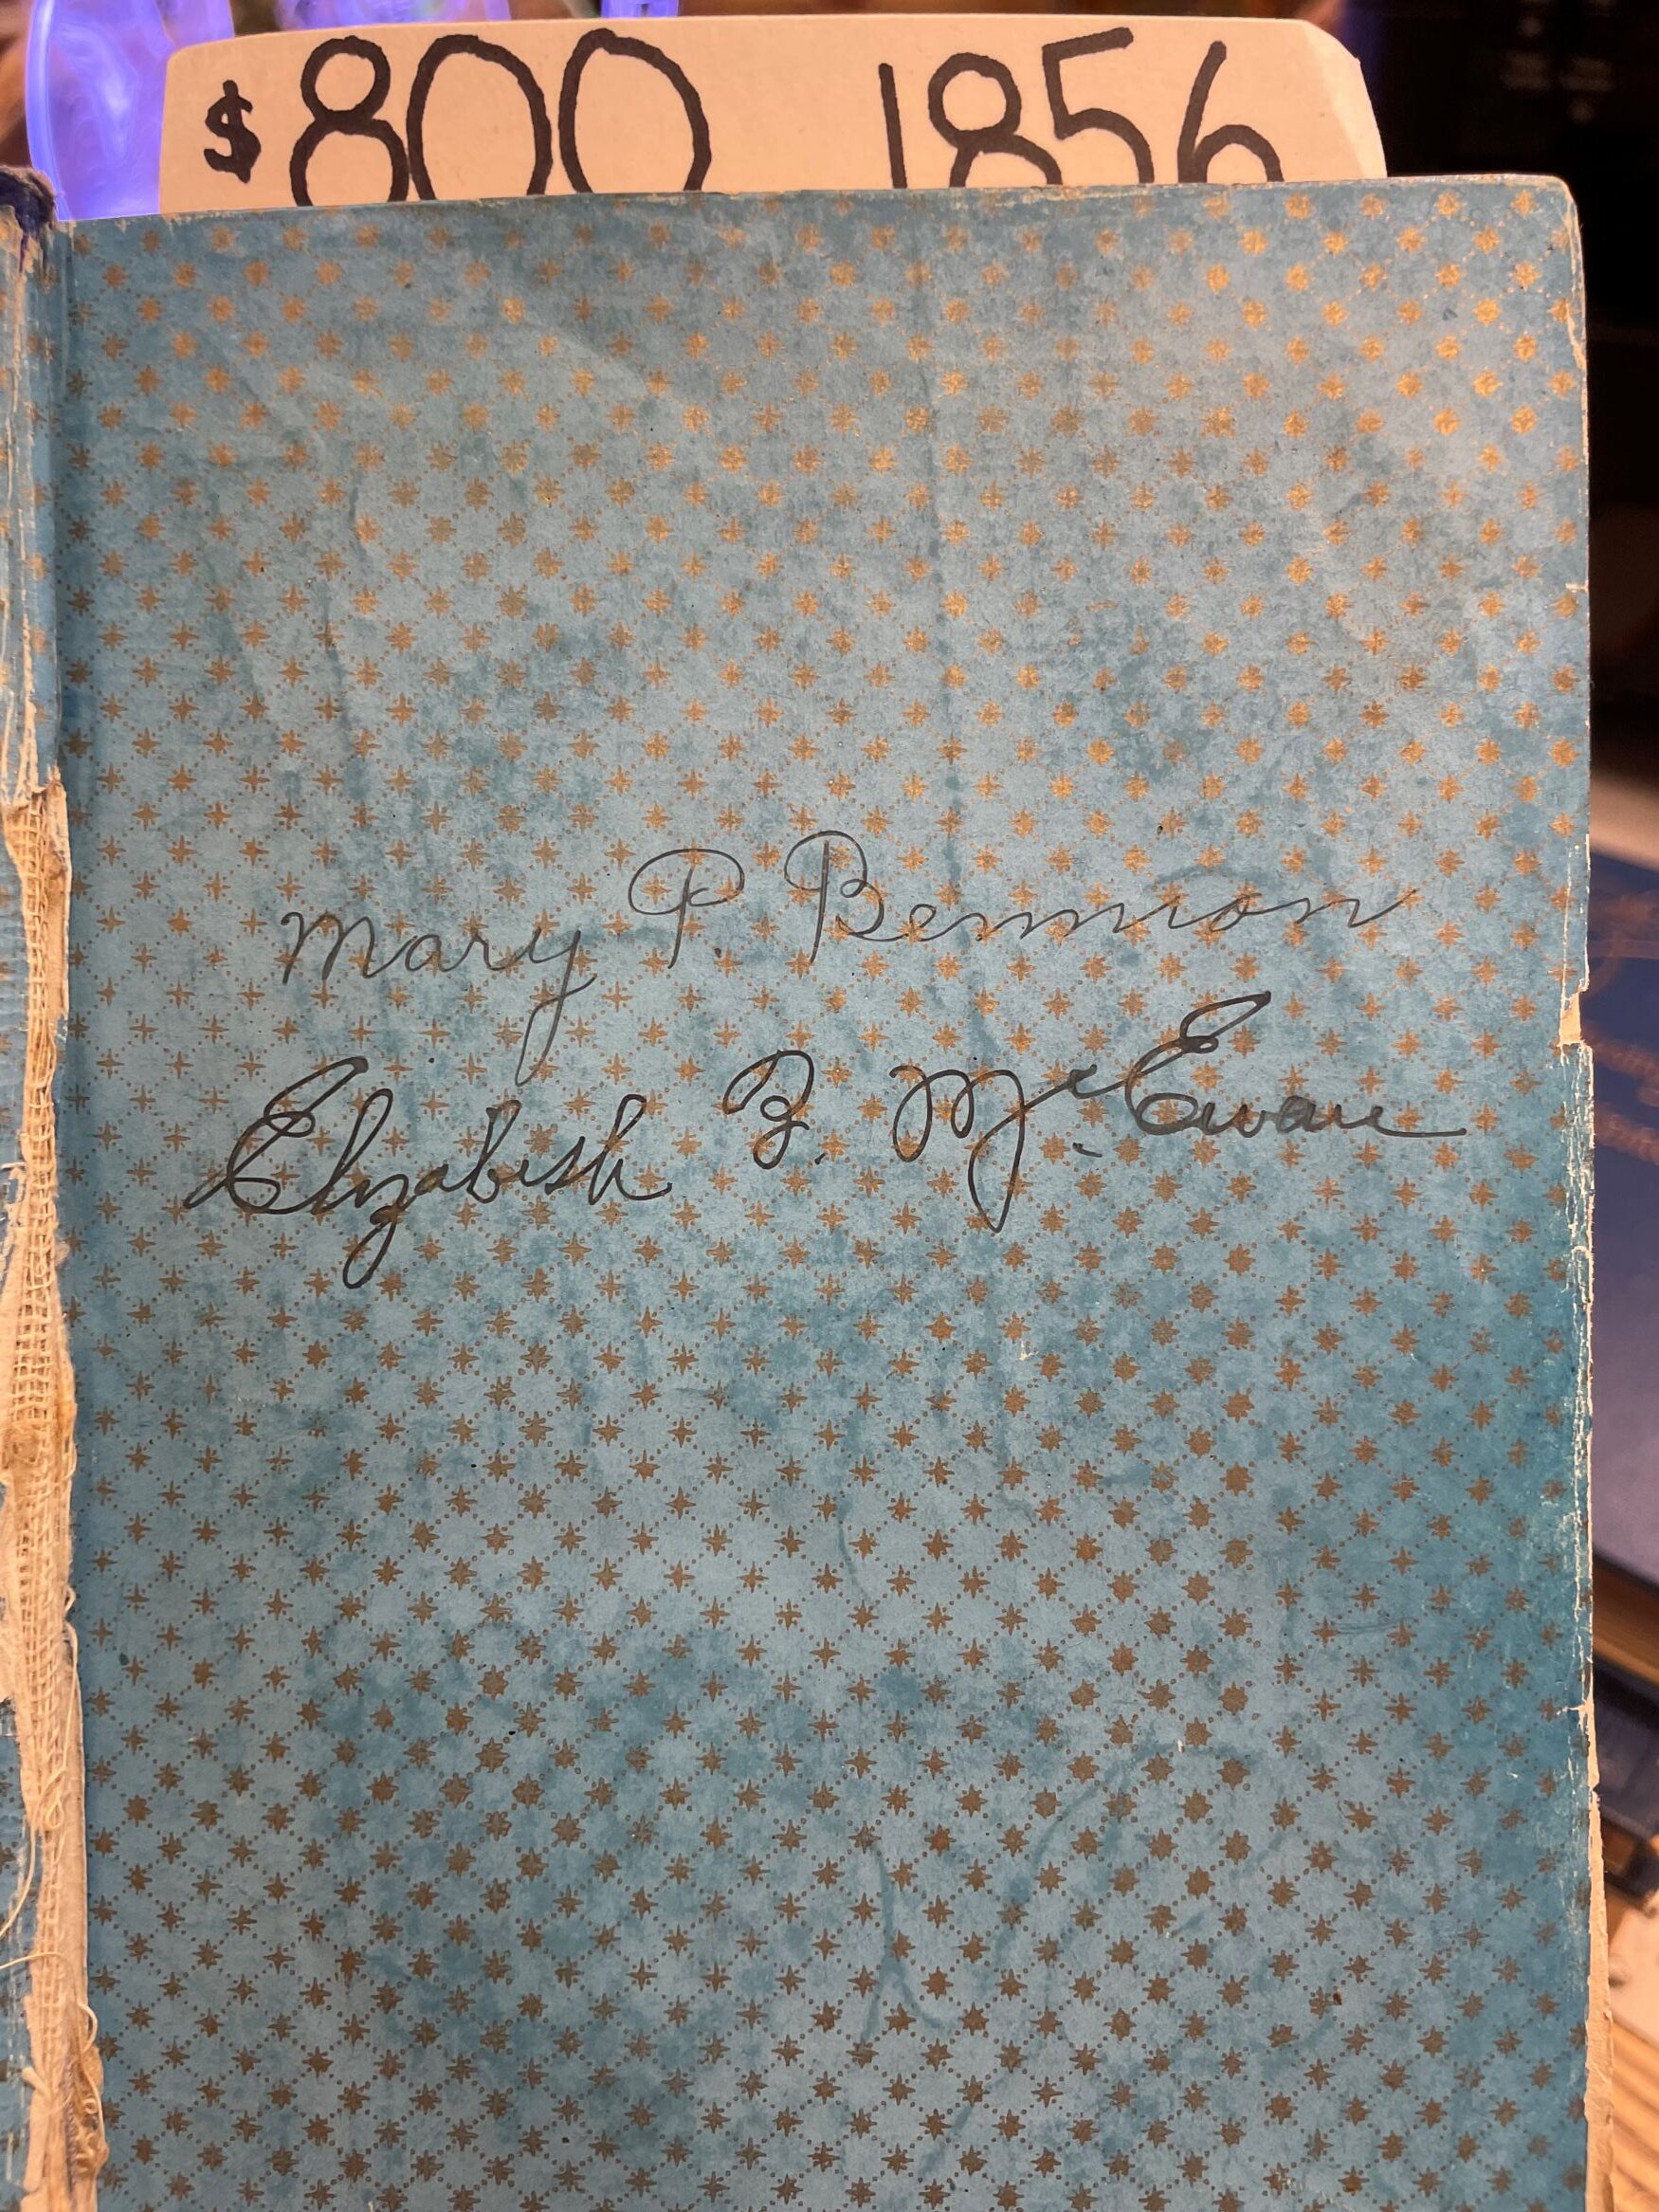 $800 1856
Mary P Bennion
Elizabeth B. McEwan